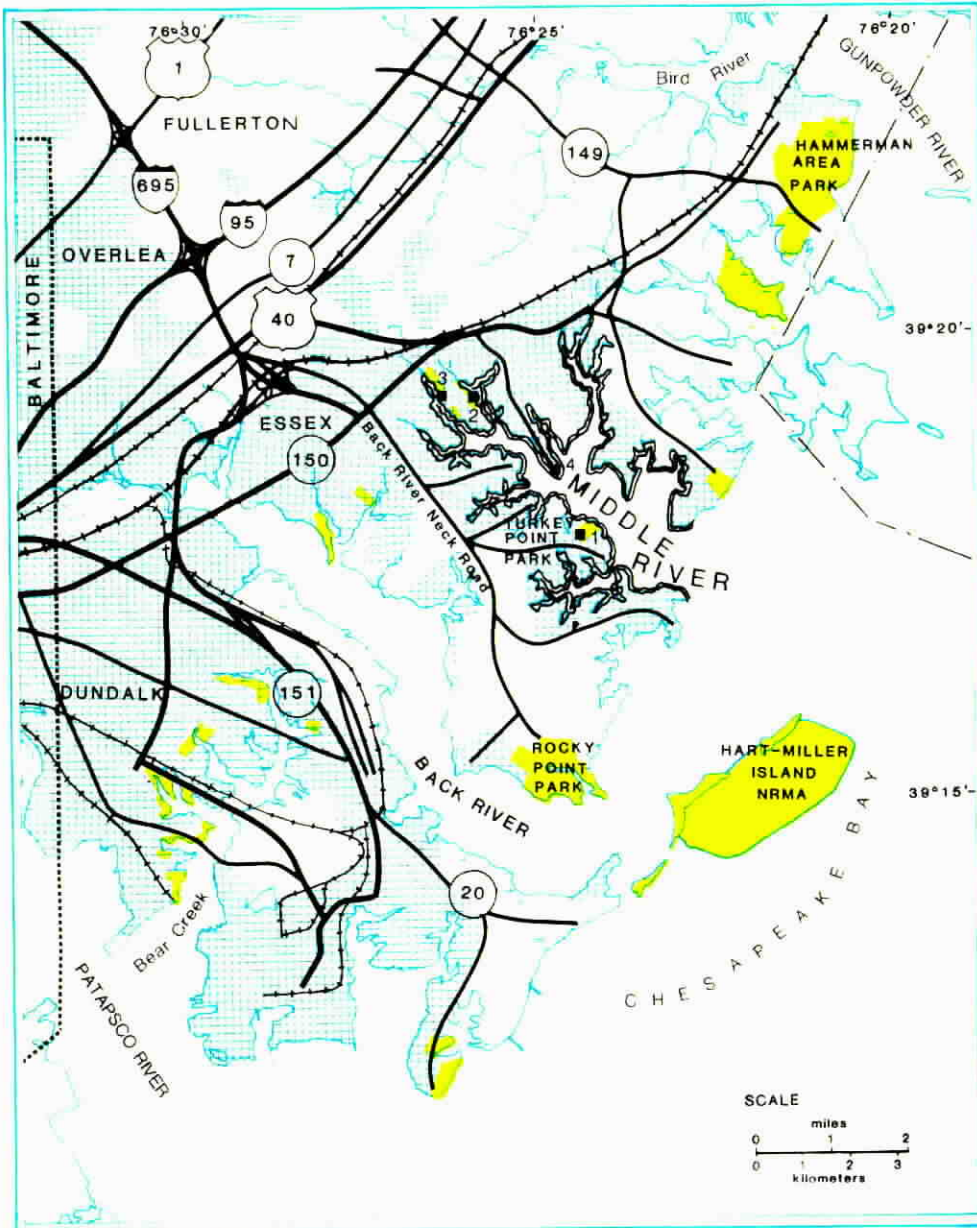 76°30'
76°25'
76°20'
1
Bird River
GUNPOWDER RIVER
FULLERTON
149
HAMMERMAN
AREA
PARK
695
95
OVERLEA
7
BALTIMORE
40
39°20'
3
2
ESSEX
150
Back River Neck Road
4
MIDDLE
RIVER
TURKEY
POINT
PARK
1
DUNDALK
151
ROCKY
POINT
PARK
HART-MILLER
ISLAND
NRMA
BACK RIVER
39°15'
20
Bear Creek
PATAPSCO RIVER
CHESAPEAKE BAY
SCALE
miles
0 1 2
0 1 2 3
kilometers